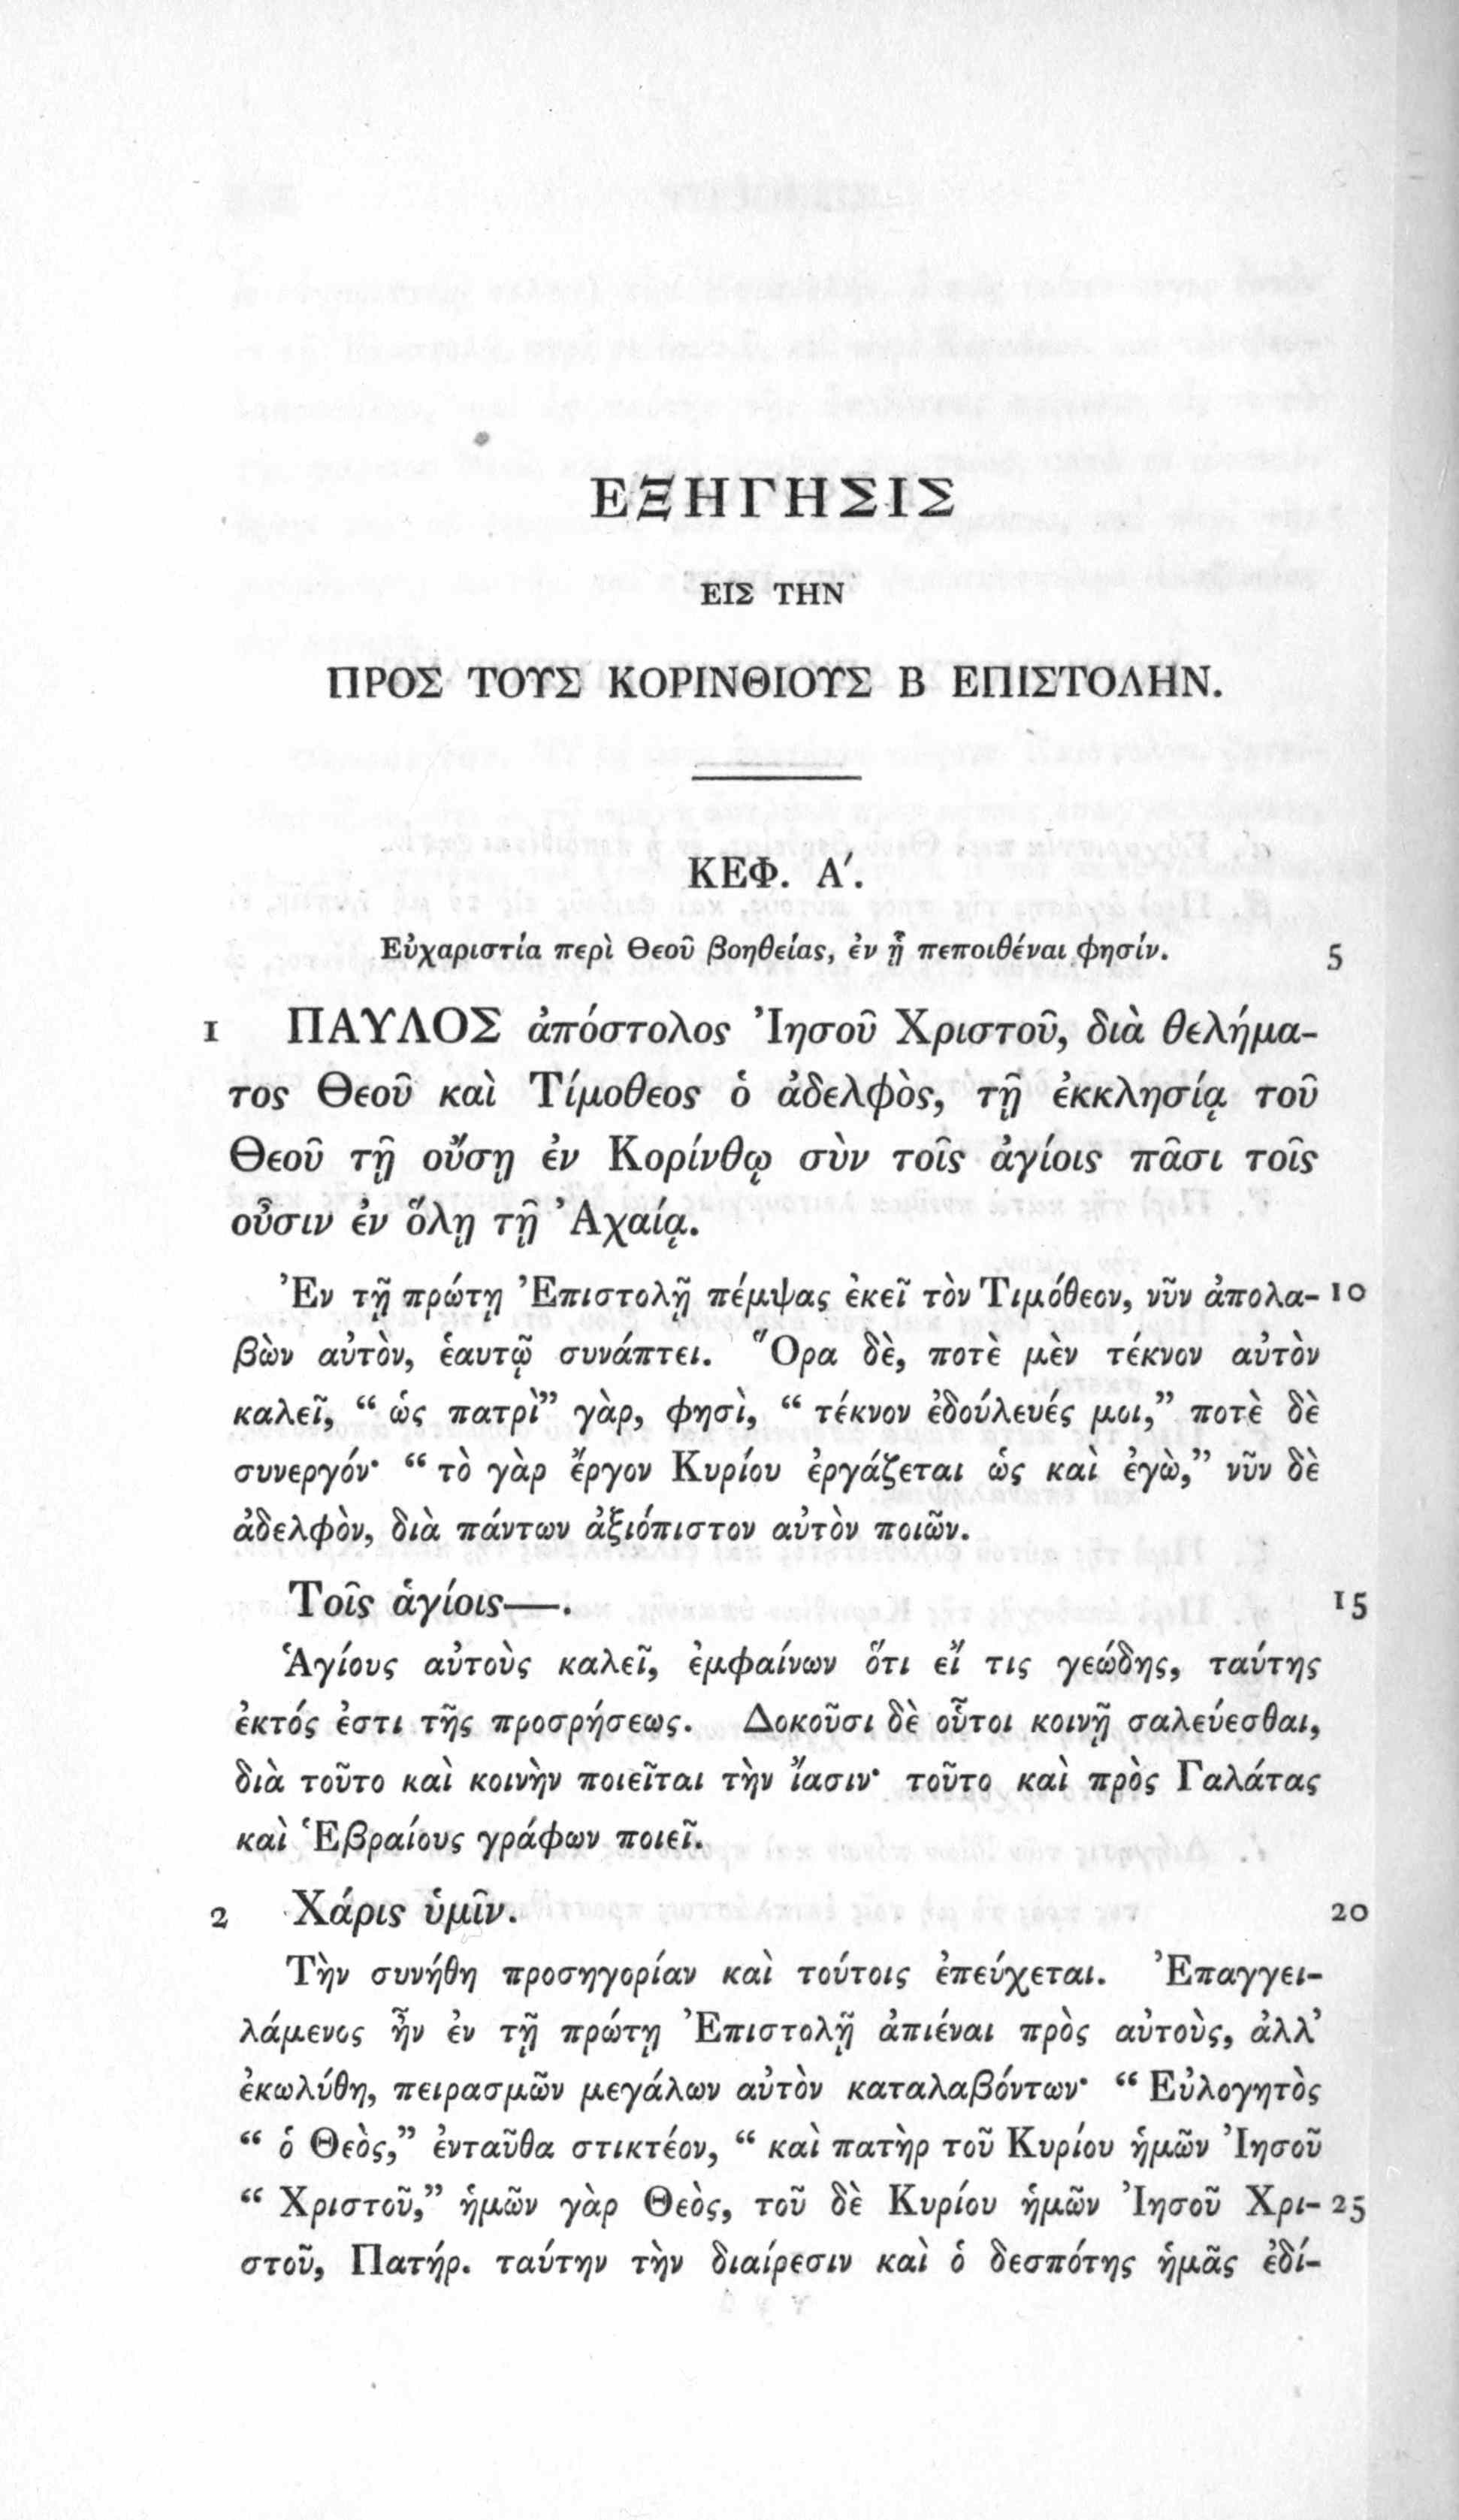 ΕΞΗΓΗΣΙΣ
ΕΙΣ ΤΗΝ
ΠΡΟΣ ΤΟΥΣ ΚΟΡΙΝΘΙΟΥΣ Β ΕΠΙΣΤΟΛΗΝ.
ΚΕΦ. Α′.
Εὐχαριστία περὶ Θεοῦ βοηθείας, ἐν ᾗ πεποιθέναι φησίν. 5
1 ΠΑΥΛΟΣ ἀπόστολος Ἰησοῦ Χριστοῦ, διὰ θελήμα-
τος Θεοῦ καὶ Τίμοθεος ὁ ἀδελφὸς, τῇ ἐκκλησίᾳ τοῦ
Θεοῦ τῇ οὔσῃ ἐν Κορίνθῳ σὺν τοῖς ἁγίοις πᾶσι τοῖς
οὖσιν ἐν ὅλῃ τῇ Ἀχαίᾳ.
Ἐν τῇ πρώτῃ Ἐπιστολῇ πέμψας ἐκεῖ τὸν Τιμόθεον, νῦν ἀπολα- 10
βὼν αὐτὸν, ἑαυτῷ συνάπτει. Ὅρα δὲ, ποτὲ μὲν τέκνον αὐτὸν
καλεῖ, “ ὡς πατρὶ” γὰρ, φησὶ, “ τέκνον ἐδούλευές μοι,” ποτὲ δὲ
συνεργόν· “ τὸ γὰρ ἔργον Κυρίου ἐργάζεται ὡς καὶ ἐγὼ,” νῦν δὲ
ἀδελφὸν, διὰ πάντων ἀξιόπιστον αὐτὸν ποιῶν.
Τοῖς ἁγίοις—. 15
Ἁγίους αὐτοὺς καλεῖ, ἐμφαίνων ὅτι εἴ τις γεώδης, ταύτης
ἐκτός ἐστι τῆς προσρήσεως. Δοκοῦσι δὲ οὗτοι κοινῇ σαλεύεσθαι,
διὰ τοῦτο καὶ κοινὴν ποιεῖται τὴν ἴασιν· τοῦτο καὶ πρὸς Γαλάτας
καὶ Ἑβραίους γράφων ποιεῖ.
2 Χάρις ὑμῖν. 20
Τὴν συνήθη προσηγορίαν καὶ τούτοις ἐπεύχεται. Ἐπαγγει-
λάμενος ἦν ἐν τῇ πρώτῃ Ἐπιστολῇ ἀπιέναι πρὸς αὐτοὺς, ἀλλ’
ἐκωλύθη, πειρασμῶν μεγάλων αὐτὸν καταλαβόντων· “ Εὐλογητὸς
“ ὁ Θεὸς,” ἐνταῦθα στικτέον, “ καὶ πατὴρ τοῦ Κυρίου ἡμῶν Ἰησοῦ
“ Χριστοῦ,” ἡμῶν γὰρ Θεὸς, τοῦ δὲ Κυρίου ἡμῶν Ἰησοῦ Χρι- 25
στοῦ, Πατήρ. ταύτην τὴν διαίρεσιν καὶ ὁ δεσπότης ἡμᾶς ἐδί-